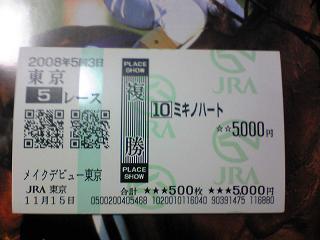 2008年5回3日
東京
5 レース
PLACE SHOW
複勝
PLACE SHOW
10 ミキノハート
☆☆5000円
JRA
JRA
メイクデビュー東京
JRA 東京
11月15日
合計 ★★★500枚 ★★★5000円
0500200405468 1020010116040 90391475 116880